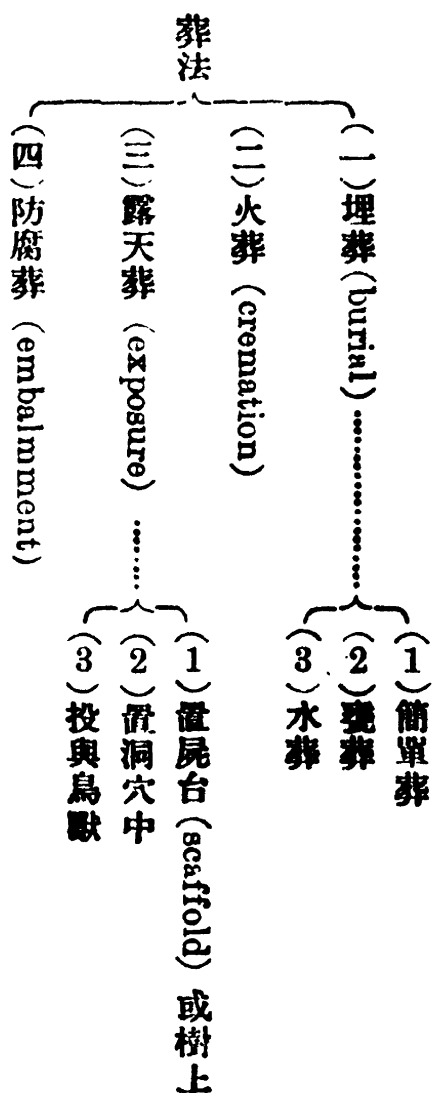 葬法
(一)埋葬(burial)………………
(1)簡單葬
(2)甕葬
(3)水葬
(二)火葬 (cremation)
(三)露天葬 (exposure) ………
(1)置屍台(scaffold)或樹上
(2)置洞穴中
(3)投與鳥獸
(四)防腐葬 (embalmment)